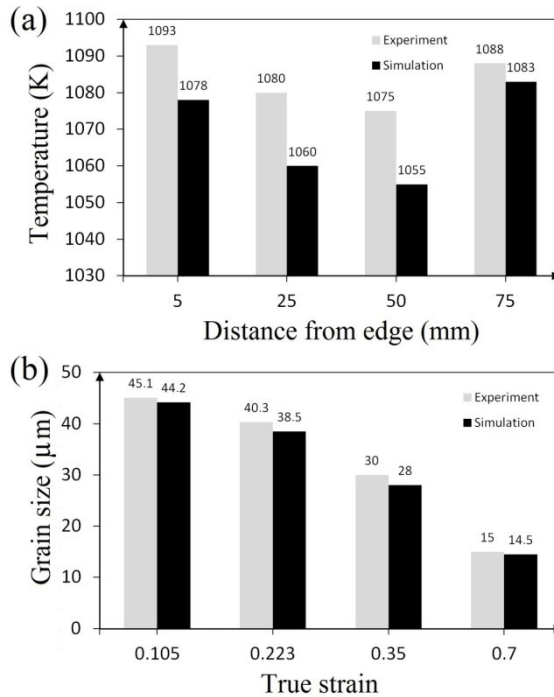 (a)
Temperature (K)
1100
1090
1080
1070
1060
1050
1040
1030
1093
1078
1080
1060
1075
1055
1088
1083
Experiment
Simulation
5 25 50 75
Distance from edge (mm)
(b)
Grain size (µm)
50
40
30
20
10
0
45.1 44.2
40.3 38.5
30 28
15 14.5
Experiment
Simulation
0.105 0.223 0.35 0.7
True strain